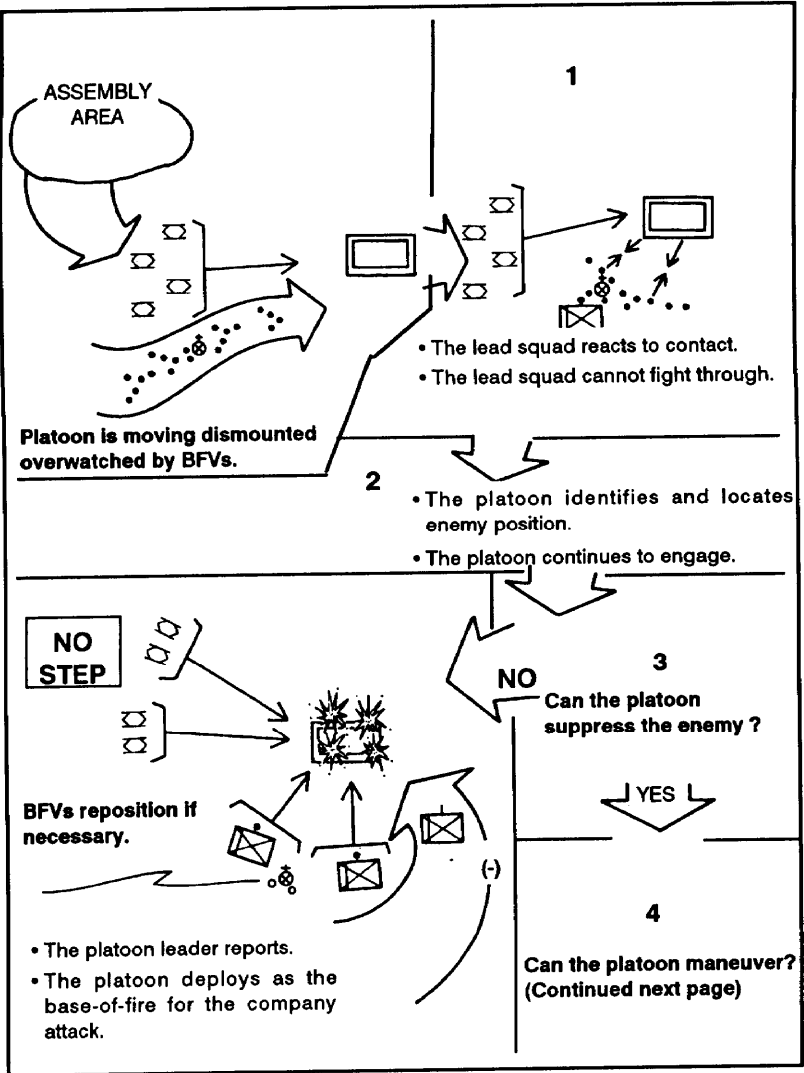 ASSEMBLY
AREA
Platoon is moving dismounted
overwatched by BFVs.
1
• The lead squad reacts to contact.
• The lead squad cannot fight through.
2
• The platoon identifies and locates
enemy position.
• The platoon continues to engage.
3
Can the platoon
suppress the enemy ?
NO
YES
NO
STEP
BFVs reposition if
necessary.
(-)
• The platoon leader reports.
• The platoon deploys as the
base-of-fire for the company
attack.
4
Can the platoon maneuver?
(Continued next page)